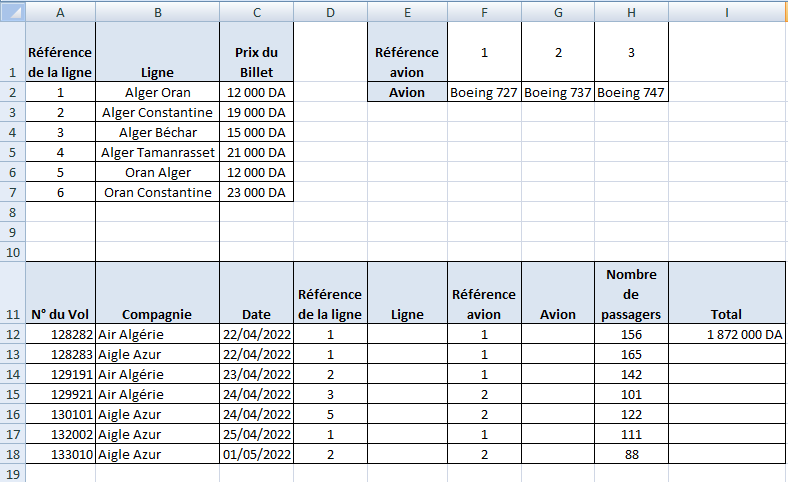 A B C D E F G H I
1 Référence de la ligne Ligne Prix du Billet Référence avion 1 2 3
2 1 Alger Oran 12 000 DA Avion Boeing 727 Boeing 737 Boeing 747
3 2 Alger Constantine 19 000 DA
4 3 Alger Béchar 15 000 DA
5 4 Alger Tamanrasset 21 000 DA
6 5 Oran Alger 12 000 DA
7 6 Oran Constantine 23 000 DA
8
9
10
11 N° du Vol Compagnie Date Référence de la ligne Ligne Référence avion Avion Nombre de passagers Total
12 128282 Air Algérie 22/04/2022 1 1 156 1 872 000 DA
13 128283 Aigle Azur 22/04/2022 1 1 165
14 129191 Air Algérie 23/04/2022 2 1 142
15 129921 Air Algérie 24/04/2022 3 2 101
16 130101 Aigle Azur 24/04/2022 5 2 122
17 132002 Aigle Azur 25/04/2022 1 1 111
18 133010 Aigle Azur 01/05/2022 2 2 88
19